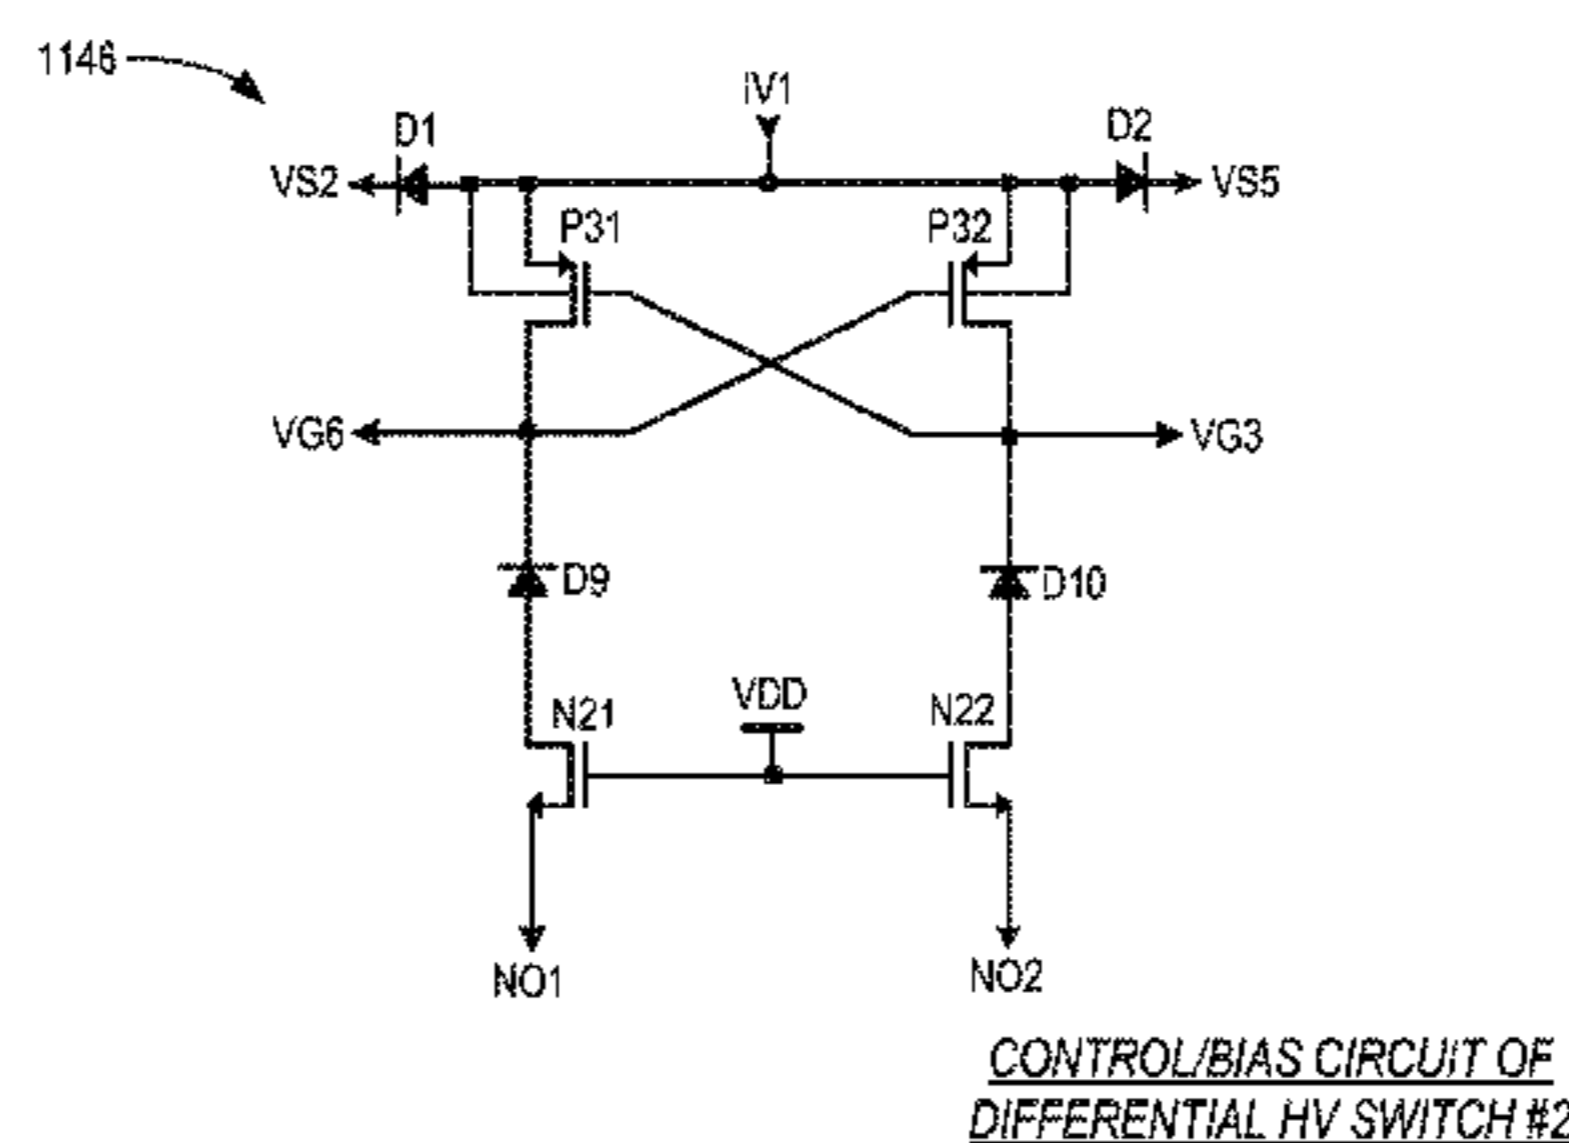 1146
IV1
D1
D2
VS2
VS5
P31
P32
VG6
VG3
D9
D10
VDD
N21
N22
NO1
NO2
CONTROL/BIAS CIRCUIT OF
DIFFERENTIAL HV SWITCH #2